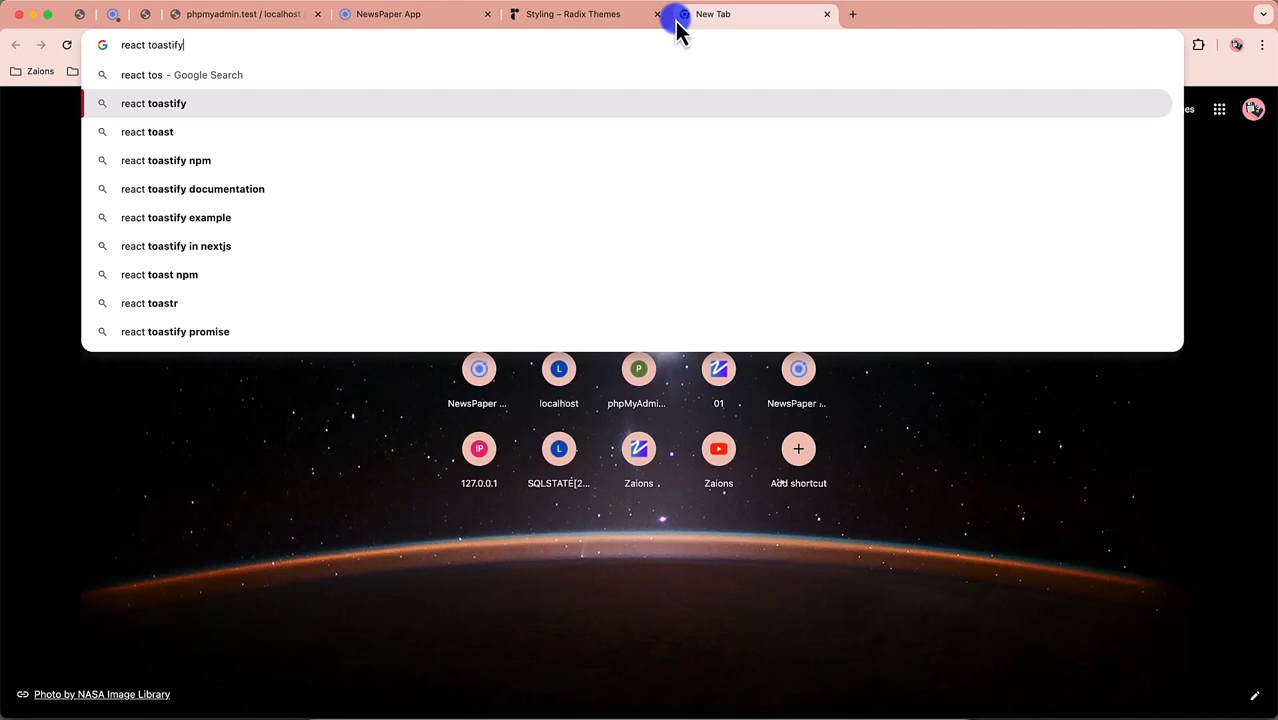 phpmyadmin.test / localhost
NewsPaper App
Styling – Radix Themes
New Tab
react toastify
Zaions
react tos - Google Search
react toastify
react toast
react toastify npm
react toastify documentation
react toastify example
react toastify in nextjs
react toast npm
react toastr
react toastify promise
es
NewsPaper ...
localhost
phpMyAdmi...
01
NewsPaper ...
127.0.0.1
SQLSTATE[2...
Zaions
Zaions
Add shortcut
Photo by NASA Image Library